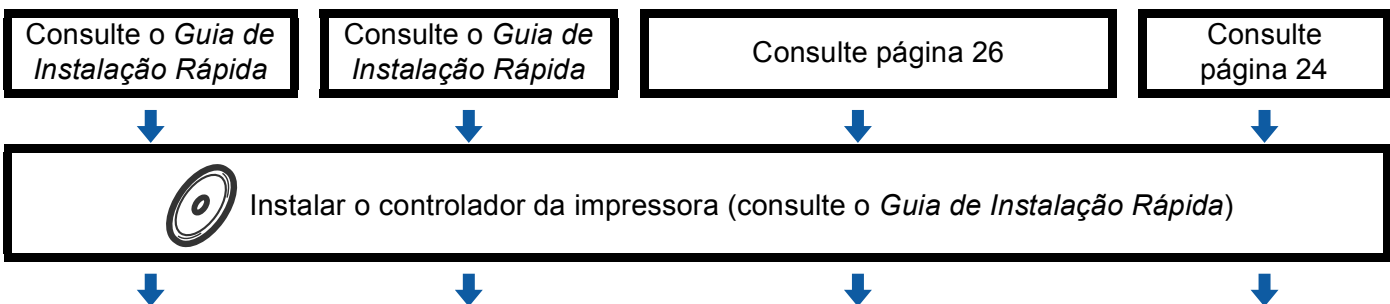 Consulte o Guia de
Instalação Rápida
Consulte o Guia de
Instalação Rápida
Consulte página 26
Consulte
página 24
Instalar o controlador da impressora (consulte o Guia de Instalação Rápida)